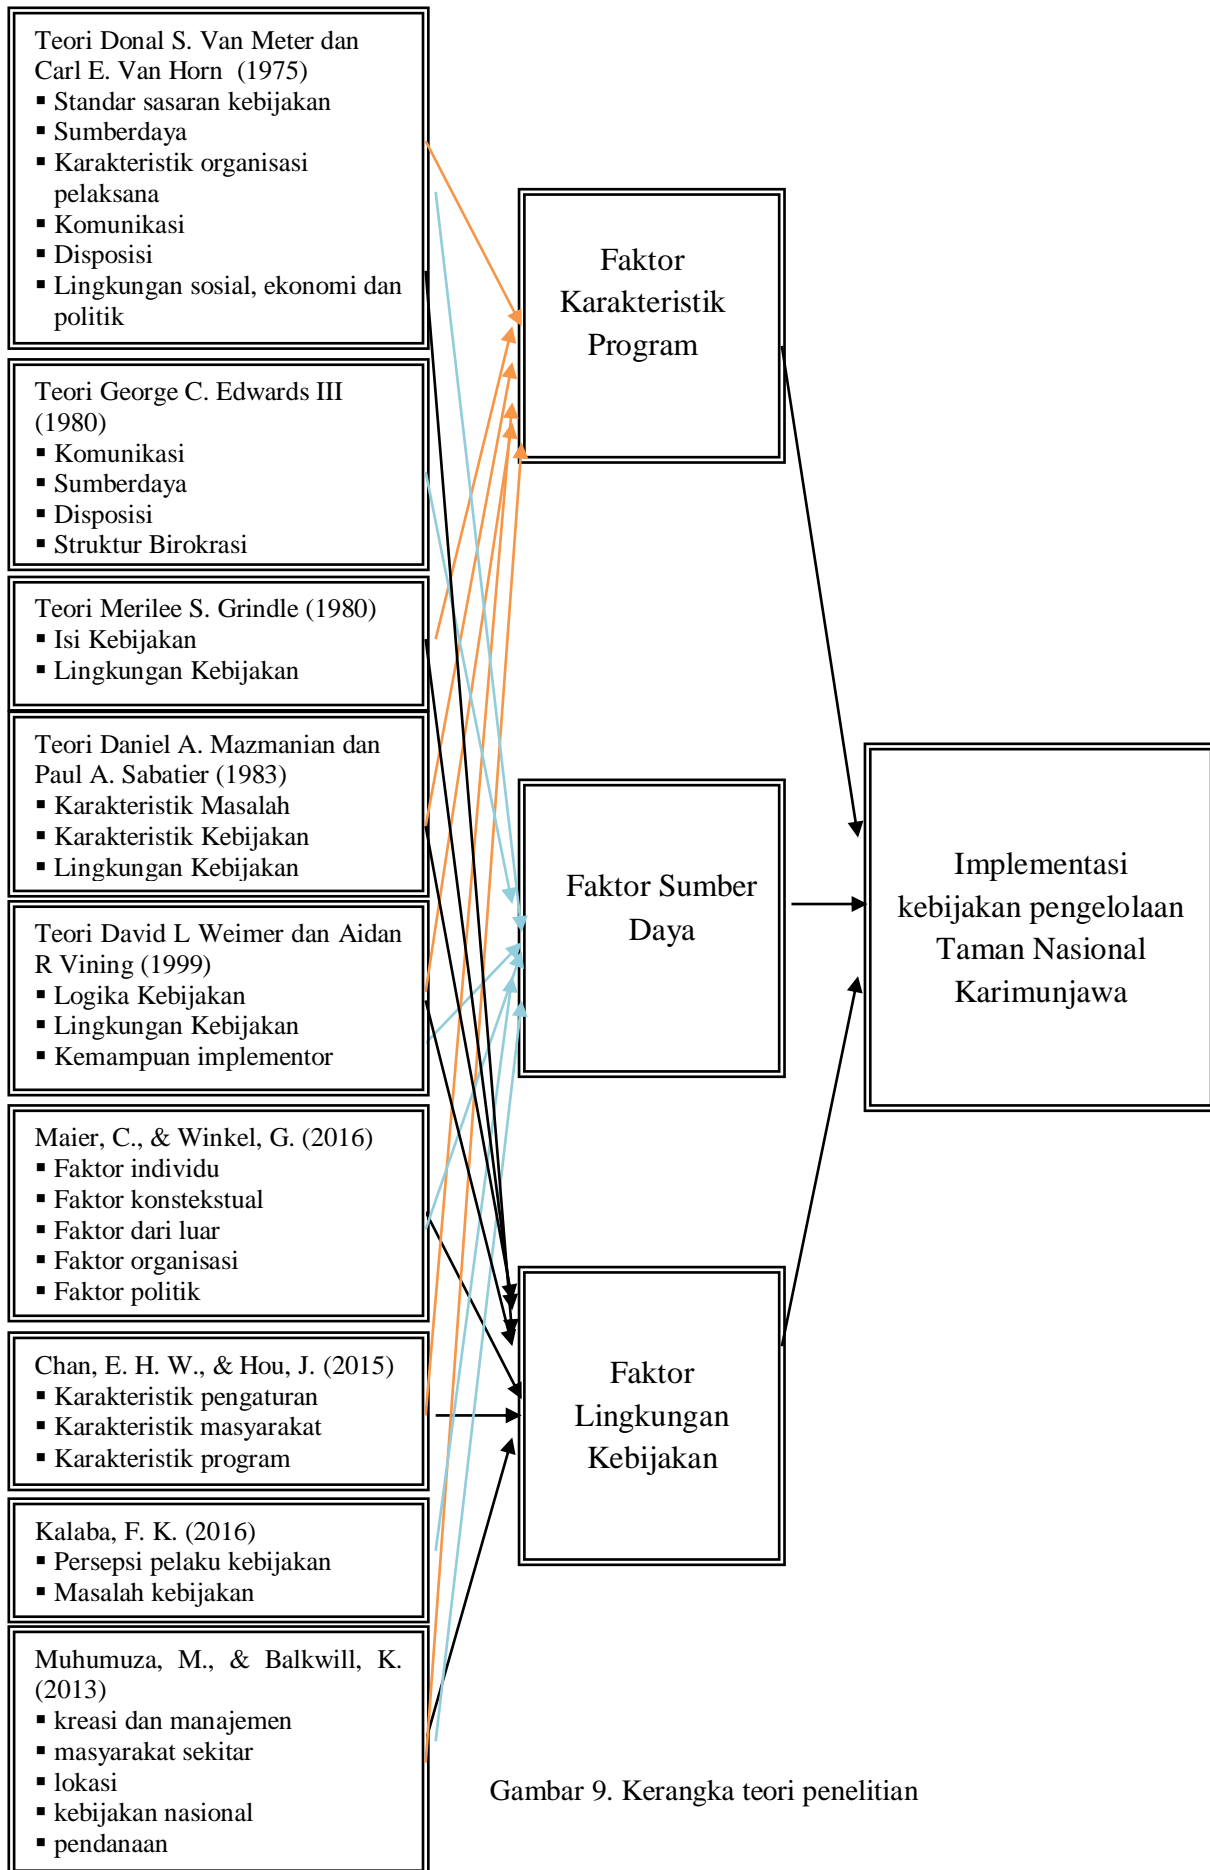 Teori Donal S. Van Meter dan
Carl E. Van Horn (1975)
▪ Standar sasaran kebijakan
▪ Sumberdaya
▪ Karakteristik organisasi
pelaksana
▪ Komunikasi
▪ Disposisi
▪ Lingkungan sosial, ekonomi dan
politik
Teori George C. Edwards III
(1980)
▪ Komunikasi
▪ Sumberdaya
▪ Disposisi
▪ Struktur Birokrasi
Teori Merilee S. Grindle (1980)
▪ Isi Kebijakan
▪ Lingkungan Kebijakan
Teori Daniel A. Mazmanian dan
Paul A. Sabatier (1983)
▪ Karakteristik Masalah
▪ Karakteristik Kebijakan
▪ Lingkungan Kebijakan
Teori David L Weimer dan Aidan
R Vining (1999)
▪ Logika Kebijakan
▪ Lingkungan Kebijakan
▪ Kemampuan implementor
Maier, C., & Winkel, G. (2016)
▪ Faktor individu
▪ Faktor konstekstual
▪ Faktor dari luar
▪ Faktor organisasi
▪ Faktor politik
Chan, E. H. W., & Hou, J. (2015)
▪ Karakteristik pengaturan
▪ Karakteristik masyarakat
▪ Karakteristik program
Kalaba, F. K. (2016)
▪ Persepsi pelaku kebijakan
▪ Masalah kebijakan
Muhumuza, M., & Balkwill, K.
(2013)
▪ kreasi dan manajemen
▪ masyarakat sekitar
▪ lokasi
▪ kebijakan nasional
▪ pendanaan
Faktor
Karakteristik
Program
Faktor Sumber
Daya
Faktor
Lingkungan
Kebijakan
Implementasi
kebijakan pengelolaan
Taman Nasional
Karimunjawa
Gambar 9. Kerangka teori penelitian